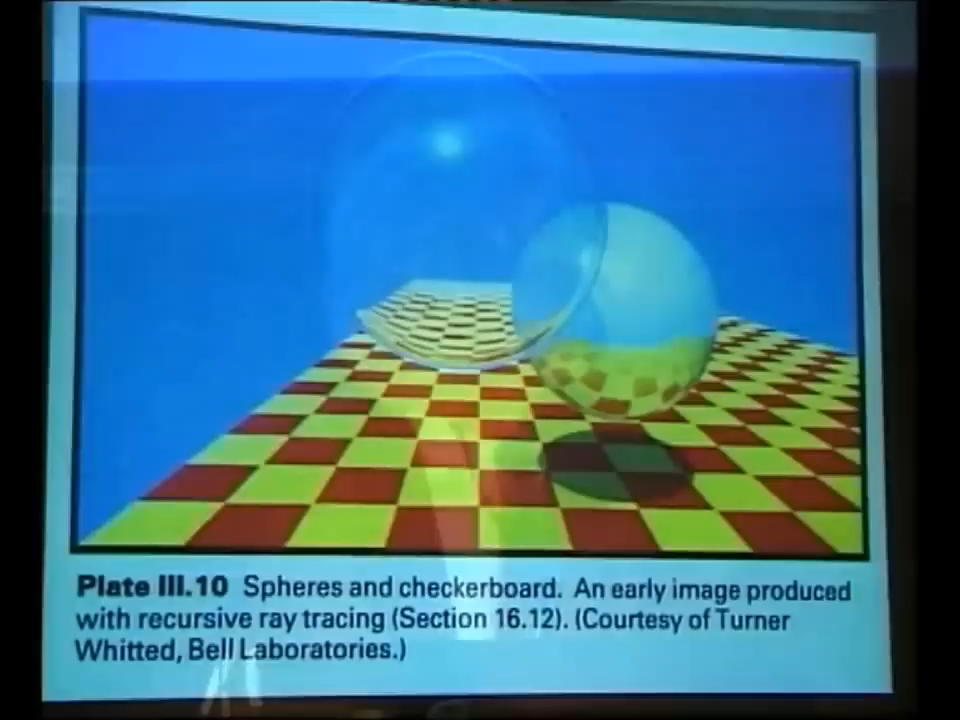 Plate III.10 Spheres and checkerboard. An early image produced
with recursive ray tracing (Section 16.12). (Courtesy of Turner
Whitted, Bell Laboratories.)